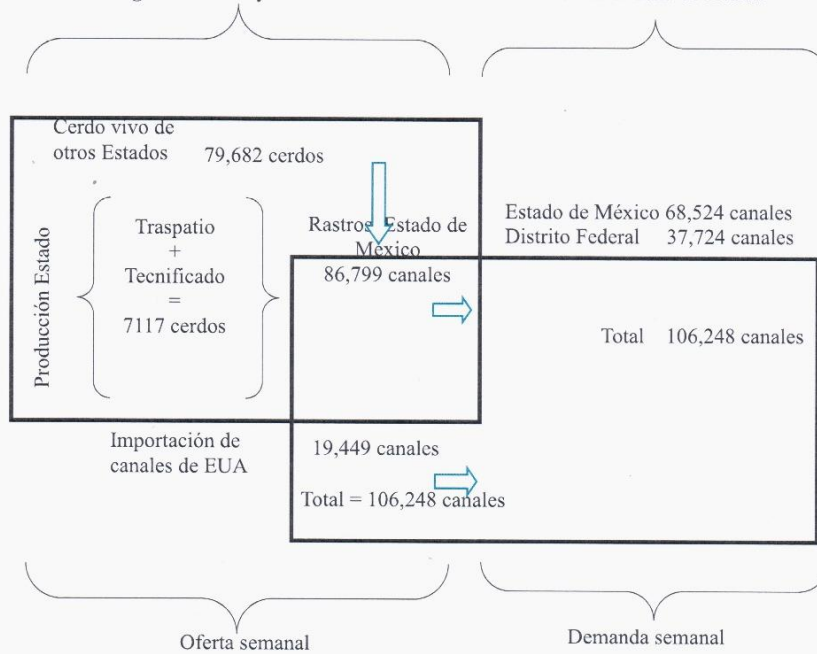 Cerdo vivo de
otros Estados 79,682 cerdos
Producción Estado
Traspatio
+
Tecnificado
=
7117 cerdos
Rastros Estado de
México
86,799 canales
Estado de México 68,524 canales
Distrito Federal 37,724 canales
Total 106,248 canales
Importación de
canales de EUA
19,449 canales
Total = 106,248 canales
Oferta semanal
Demanda semanal